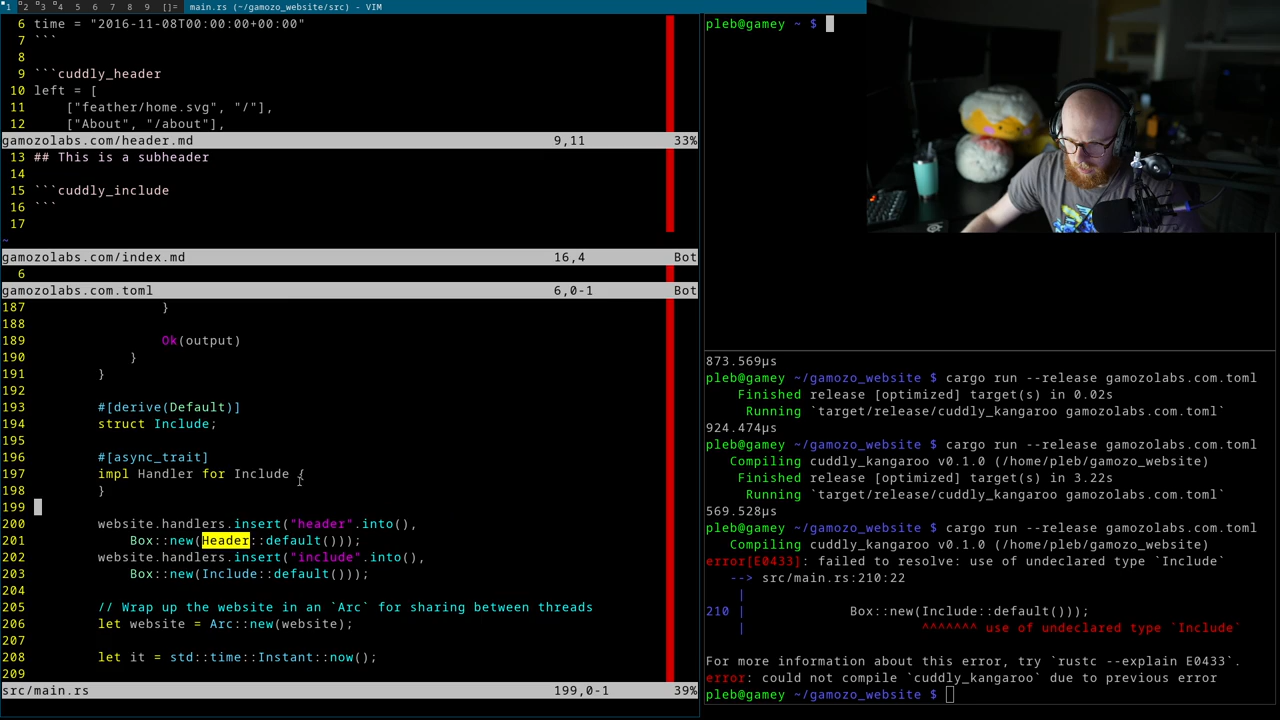 1 2 3 4 5 6 7 8 9 []= main.rs (~/gamozo_website/src) - VIM
6 time = "2016-11-08T00:00:00+00:00"
7 ```
8
9 ```cuddly_header
10 left = [
11     ["feather/home.svg", "/"],
12     ["About", "/about"],
gamozolabs.com/header.md 9,11 33%
13 ## This is a subheader
14
15 ```cuddly_include
16 ```
17
~
gamozolabs.com/index.md 16,4 Bot
6
gamozolabs.com.toml 6,0-1 Bot
187                 }
188
189                 Ok(output)
190             }
191         }
192
193         #[derive(Default)]
194         struct Include;
195
196         #[async_trait]
197         impl Handler for Include {
198         }
199
200         website.handlers.insert("header".into(),
201             Box::new(Header::default()));
202         website.handlers.insert("include".into(),
203             Box::new(Include::default()));
204
205         // Wrap up the website in an `Arc` for sharing between threads
206         let website = Arc::new(website);
207
208         let it = std::time::Instant::now();
209
src/main.rs 199,0-1 39%
pleb@gamey ~ $
873.569µs
pleb@gamey ~/gamozo_website $ cargo run --release gamozolabs.com.toml
    Finished release [optimized] target(s) in 0.02s
     Running `target/release/cuddly_kangaroo gamozolabs.com.toml`
924.474µs
pleb@gamey ~/gamozo_website $ cargo run --release gamozolabs.com.toml
   Compiling cuddly_kangaroo v0.1.0 (/home/pleb/gamozo_website)
    Finished release [optimized] target(s) in 3.22s
     Running `target/release/cuddly_kangaroo gamozolabs.com.toml`
569.528µs
pleb@gamey ~/gamozo_website $ cargo run --release gamozolabs.com.toml
   Compiling cuddly_kangaroo v0.1.0 (/home/pleb/gamozo_website)
error[E0433]: failed to resolve: use of undeclared type `Include`
   --> src/main.rs:210:22
    |
210 |             Box::new(Include::default()));
    |                      ^^^^^^^ use of undeclared type `Include`
For more information about this error, try `rustc --explain E0433`.
error: could not compile `cuddly_kangaroo` due to previous error
pleb@gamey ~/gamozo_website $